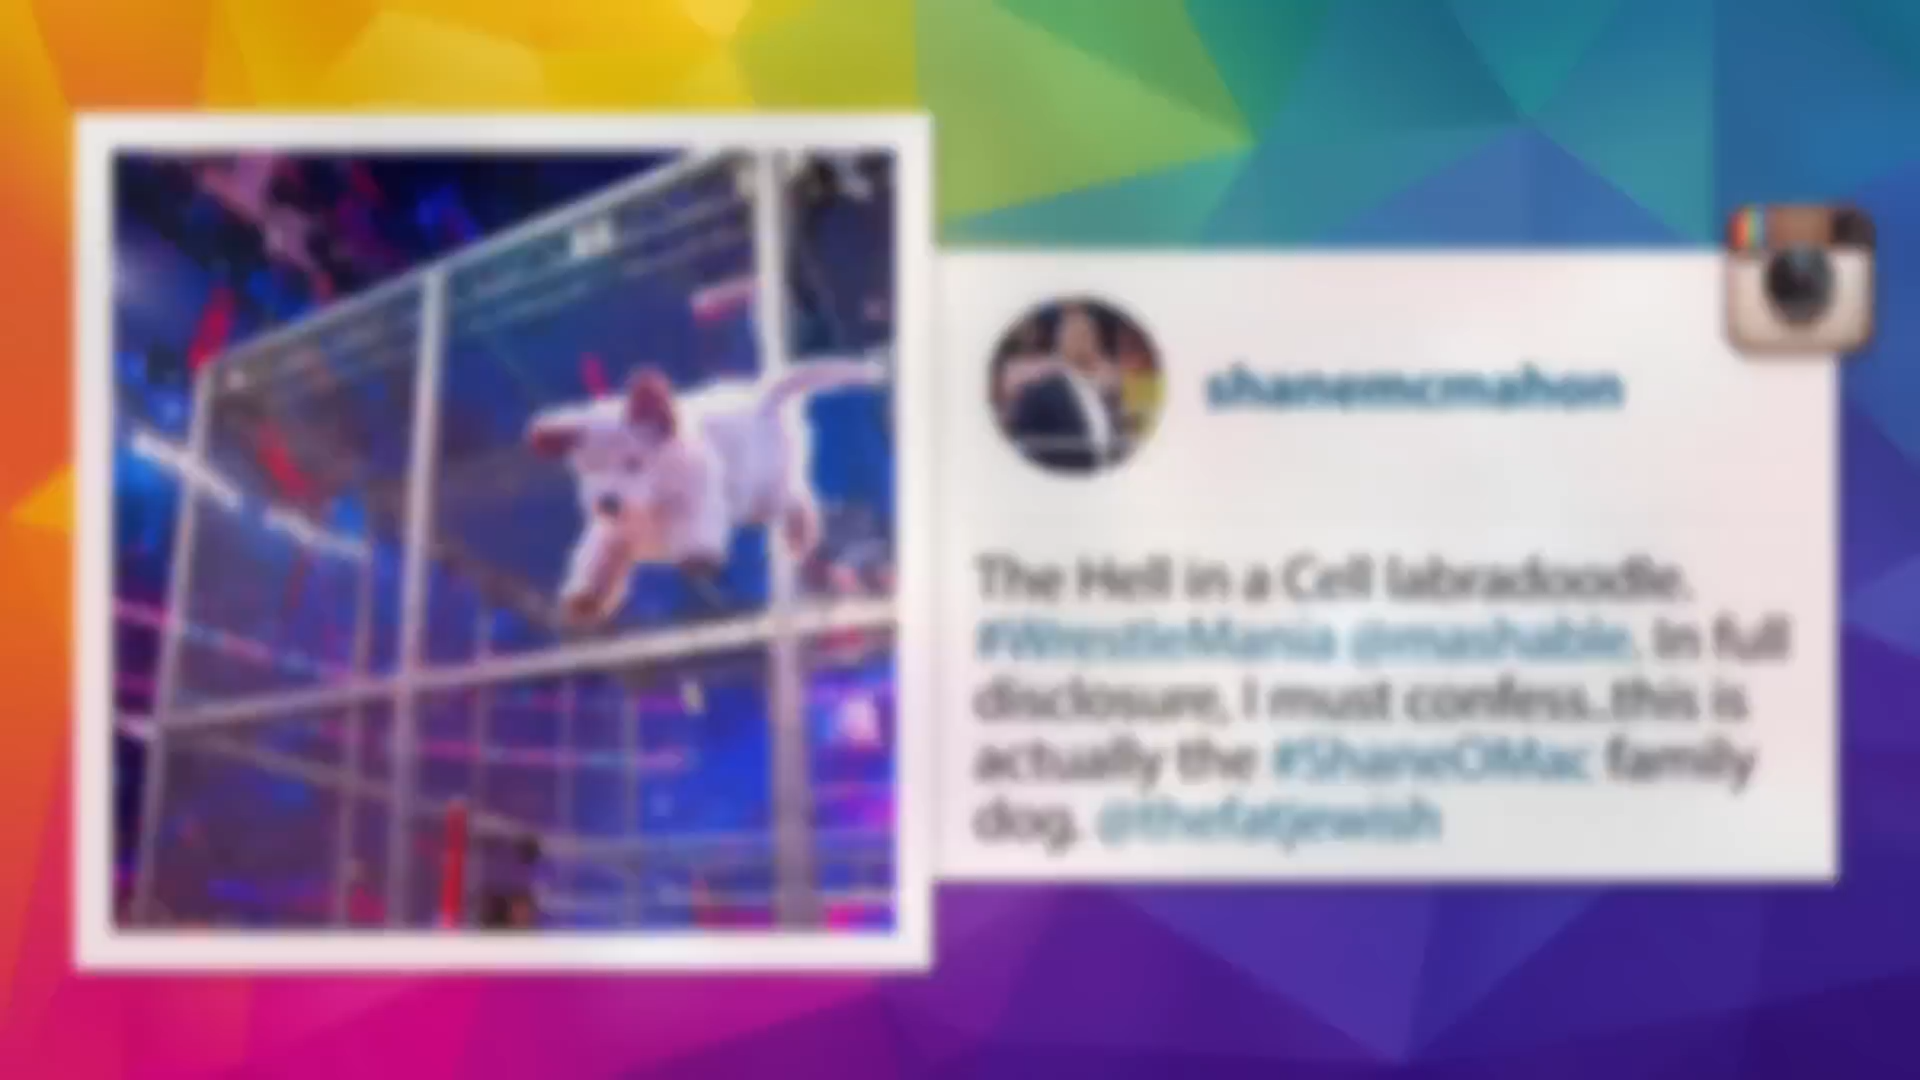 shanemcmahon
The Hell in a Cell labradoodle.
#WrestleMania @mashable. In full
disclosure, I must confess..this is
actually the #ShaneOMac family
dog. @thefatjewish